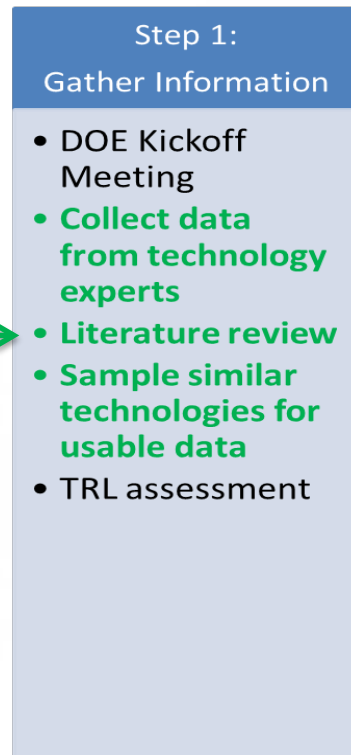 Step 1:
Gather Information
• DOE Kickoff
Meeting
• Collect data
from technology
experts
• Literature review
• Sample similar
technologies for
usable data
• TRL assessment